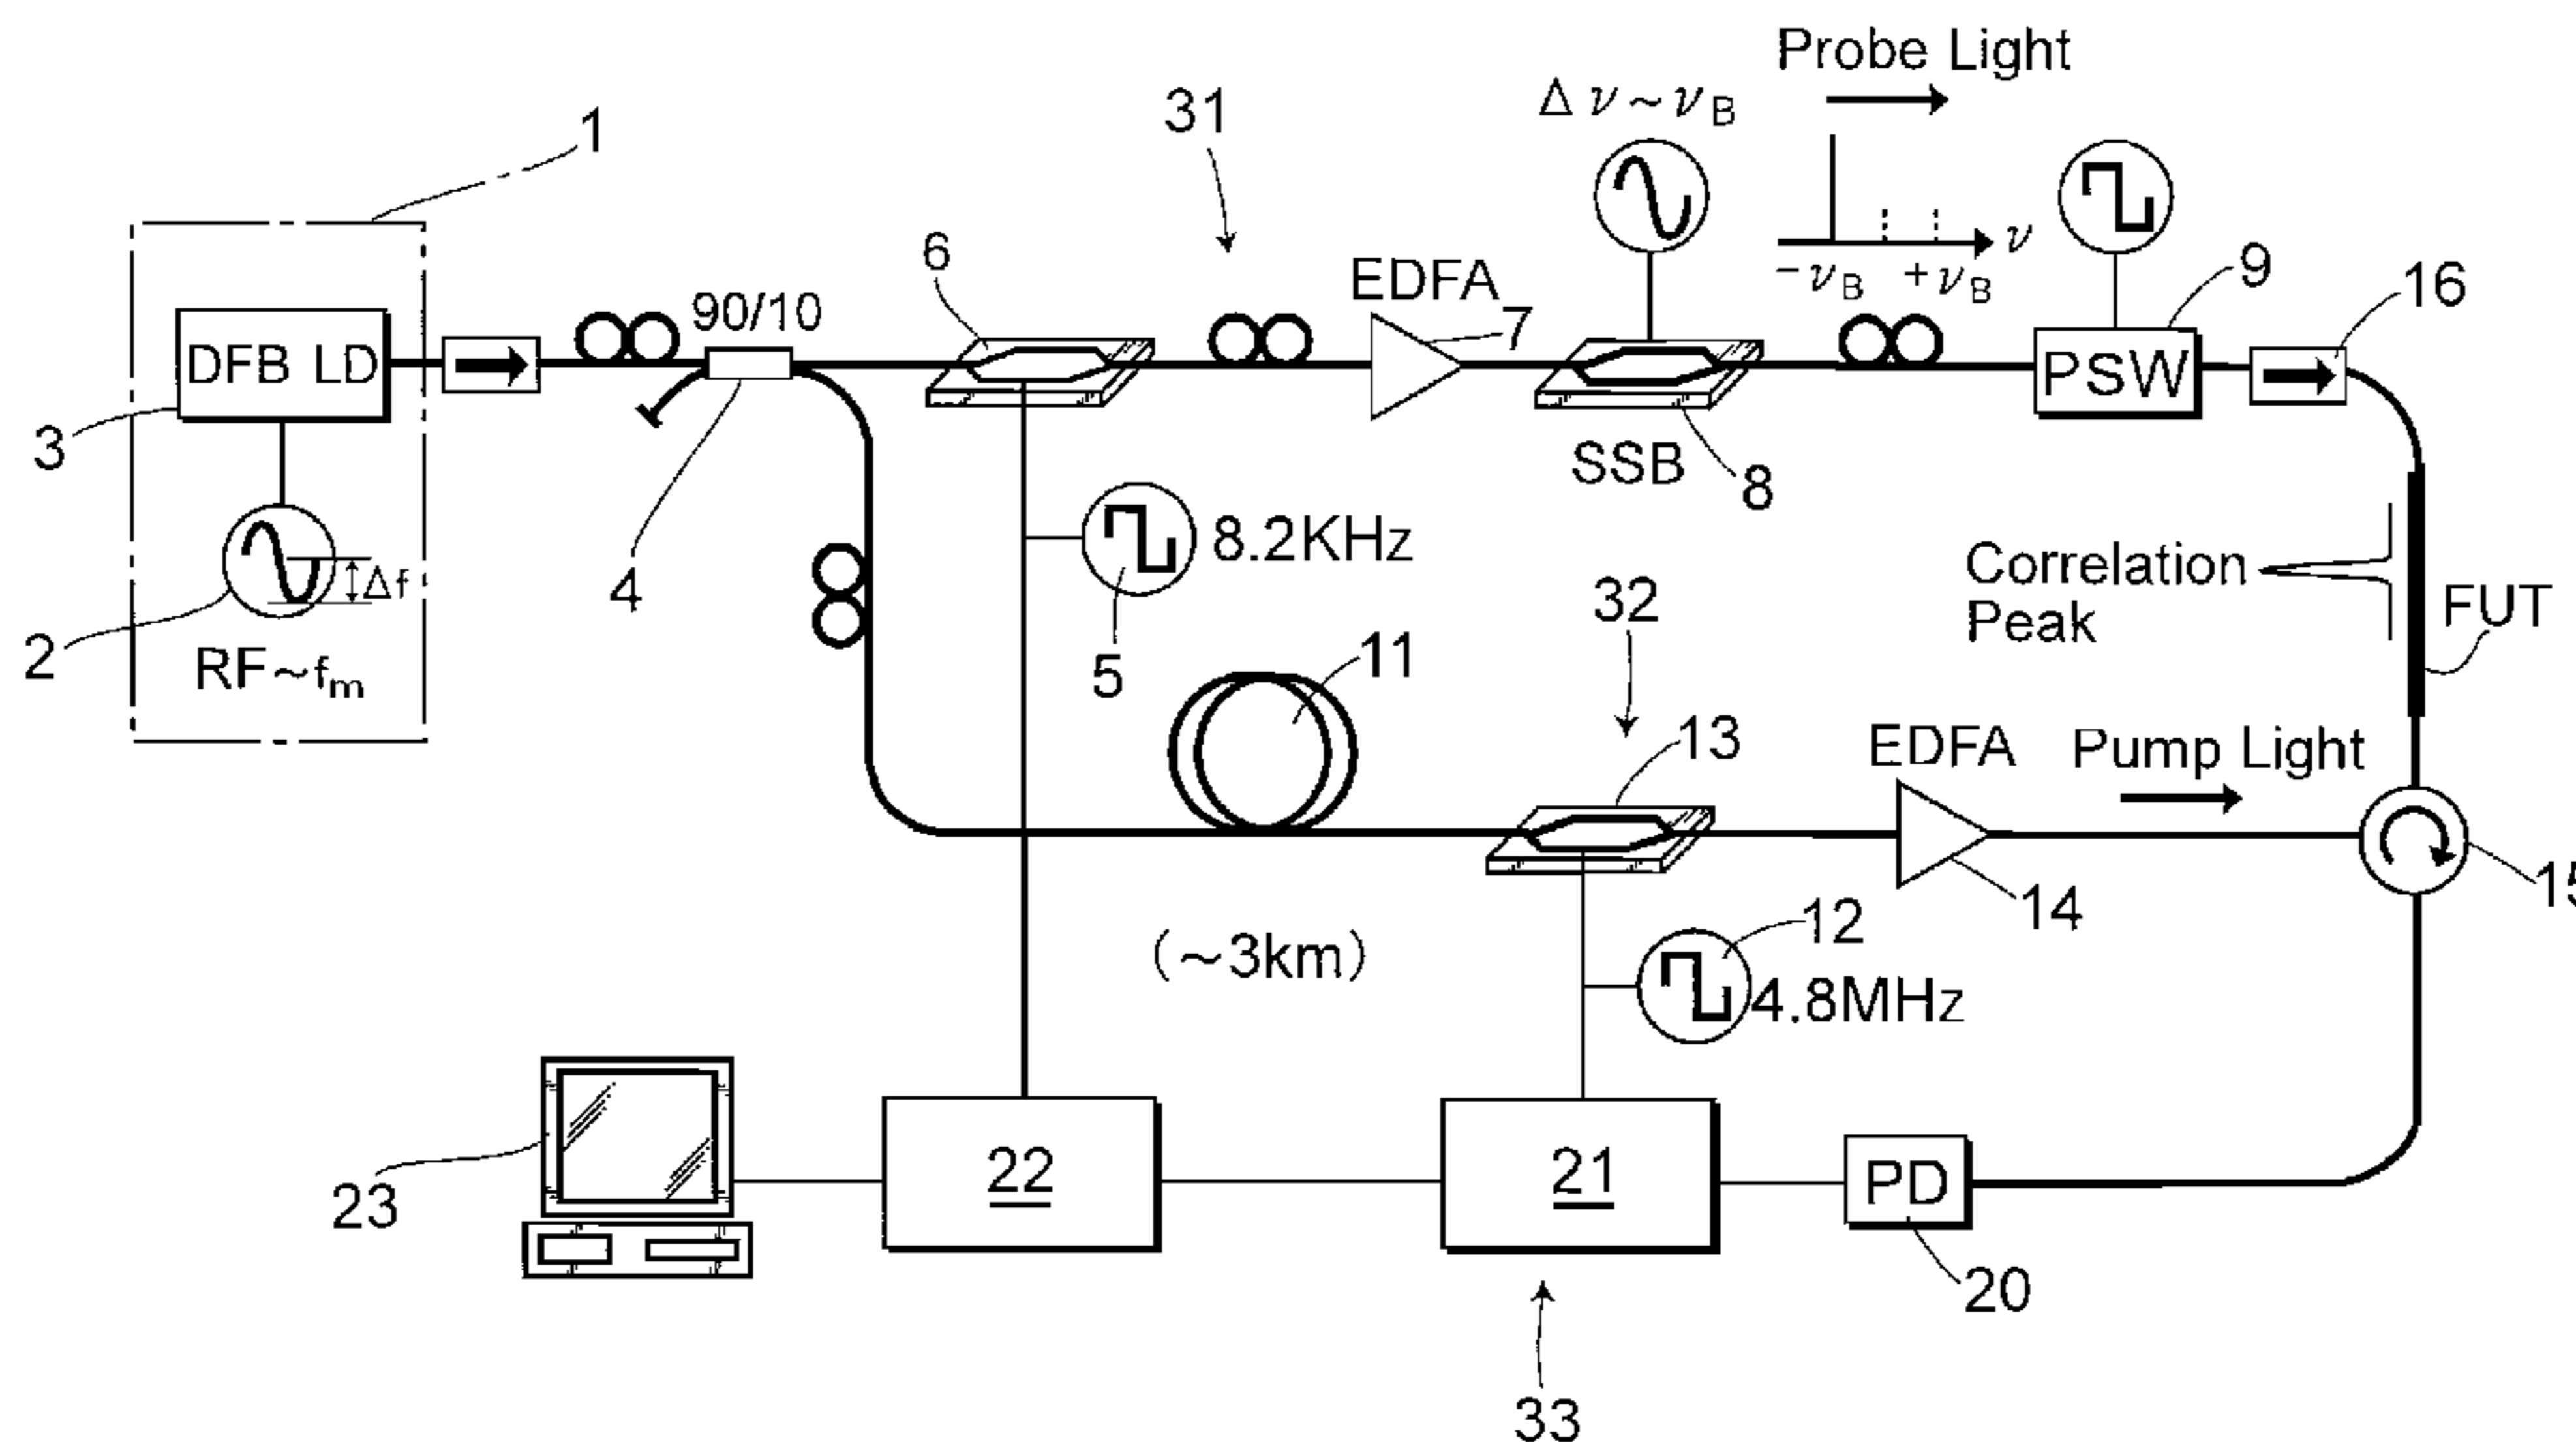 Probe Light
31
Δν~νB
1
6
EDFA
ν
−νB +νB
9
16
90/10
7
DFB LD
PSW
3
SSB
8
4
5
8.2KHz
Δf
2
RF~fm
Correlation
Peak
FUT
32
11
13
EDFA
Pump Light
15
14
12
(~3km)
4.8MHz
23
22
21
PD
20
33